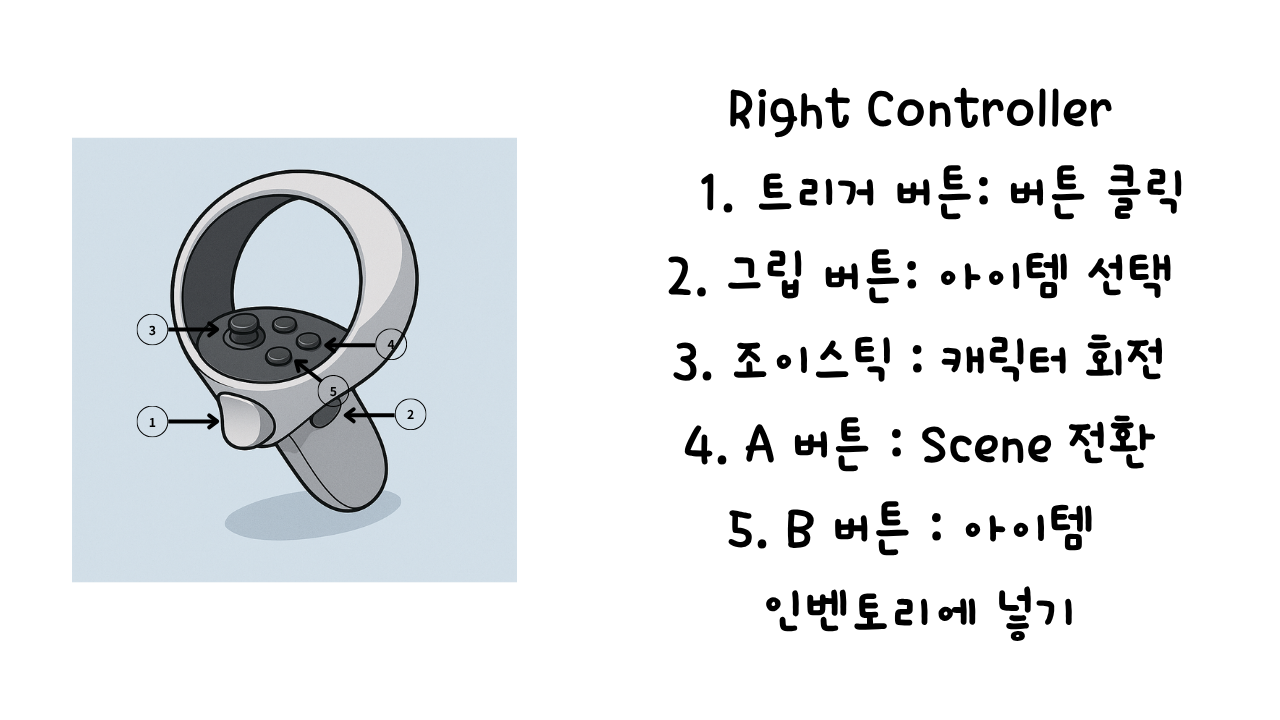 Right Controller
1. 트리거 버튼: 버튼 클릭
2. 그립 버튼: 아이템 선택
3. 조이스틱 : 캐릭터 회전
4. A 버튼 : Scene 전환
5. B 버튼 : 아이템
인벤토리에 넣기
3
4
5
1
2